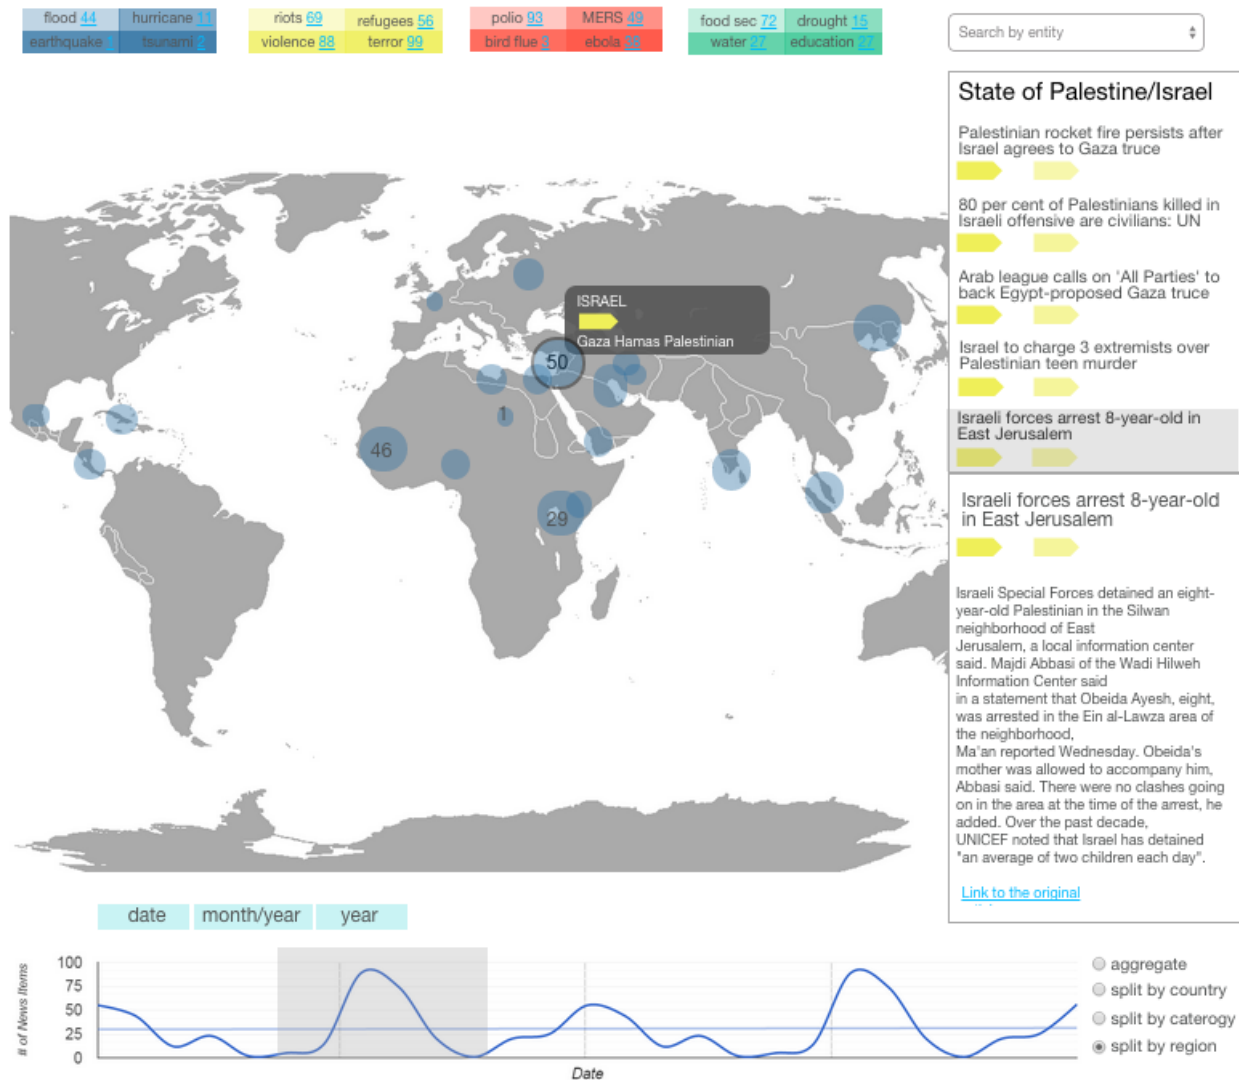 flood 44 hurricane 11
earthquake tsunami 2
riots 69 refugees 56
violence 88 terror 99
polio 93 MERS 49
bird flue 3 ebola 38
food sec 72 drought 15
water 27 education 27
Search by entity
State of Palestine/Israel
Palestinian rocket fire persists after
Israel agrees to Gaza truce
80 per cent of Palestinians killed in
Israeli offensive are civilians: UN
Arab league calls on 'All Parties' to
back Egypt-proposed Gaza truce
Israel to charge 3 extremists over
Palestinian teen murder
Israeli forces arrest 8-year-old in
East Jerusalem
Israeli forces arrest 8-year-old
in East Jerusalem
Israeli Special Forces detained an eight-
year-old Palestinian in the Silwan
neighborhood of East
Jerusalem, a local information center
said. Majdi Abbasi of the Wadi Hilweh
Information Center said
in a statement that Obeida Ayesh, eight,
was arrested in the Ein al-Lawza area of
the neighborhood,
Ma'an reported Wednesday. Obeida's
mother was allowed to accompany him,
Abbasi said. There were no clashes going
on in the area at the time of the arrest, he
added. Over the past decade,
UNICEF noted that Israel has detained
"an average of two children each day".
Link to the original
ISRAEL
Gaza Hamas Palestinian
50
1
46
29
date month/year year
# of News Items
100
75
50
25
0
Date
aggregate
split by country
split by caterogy
split by region